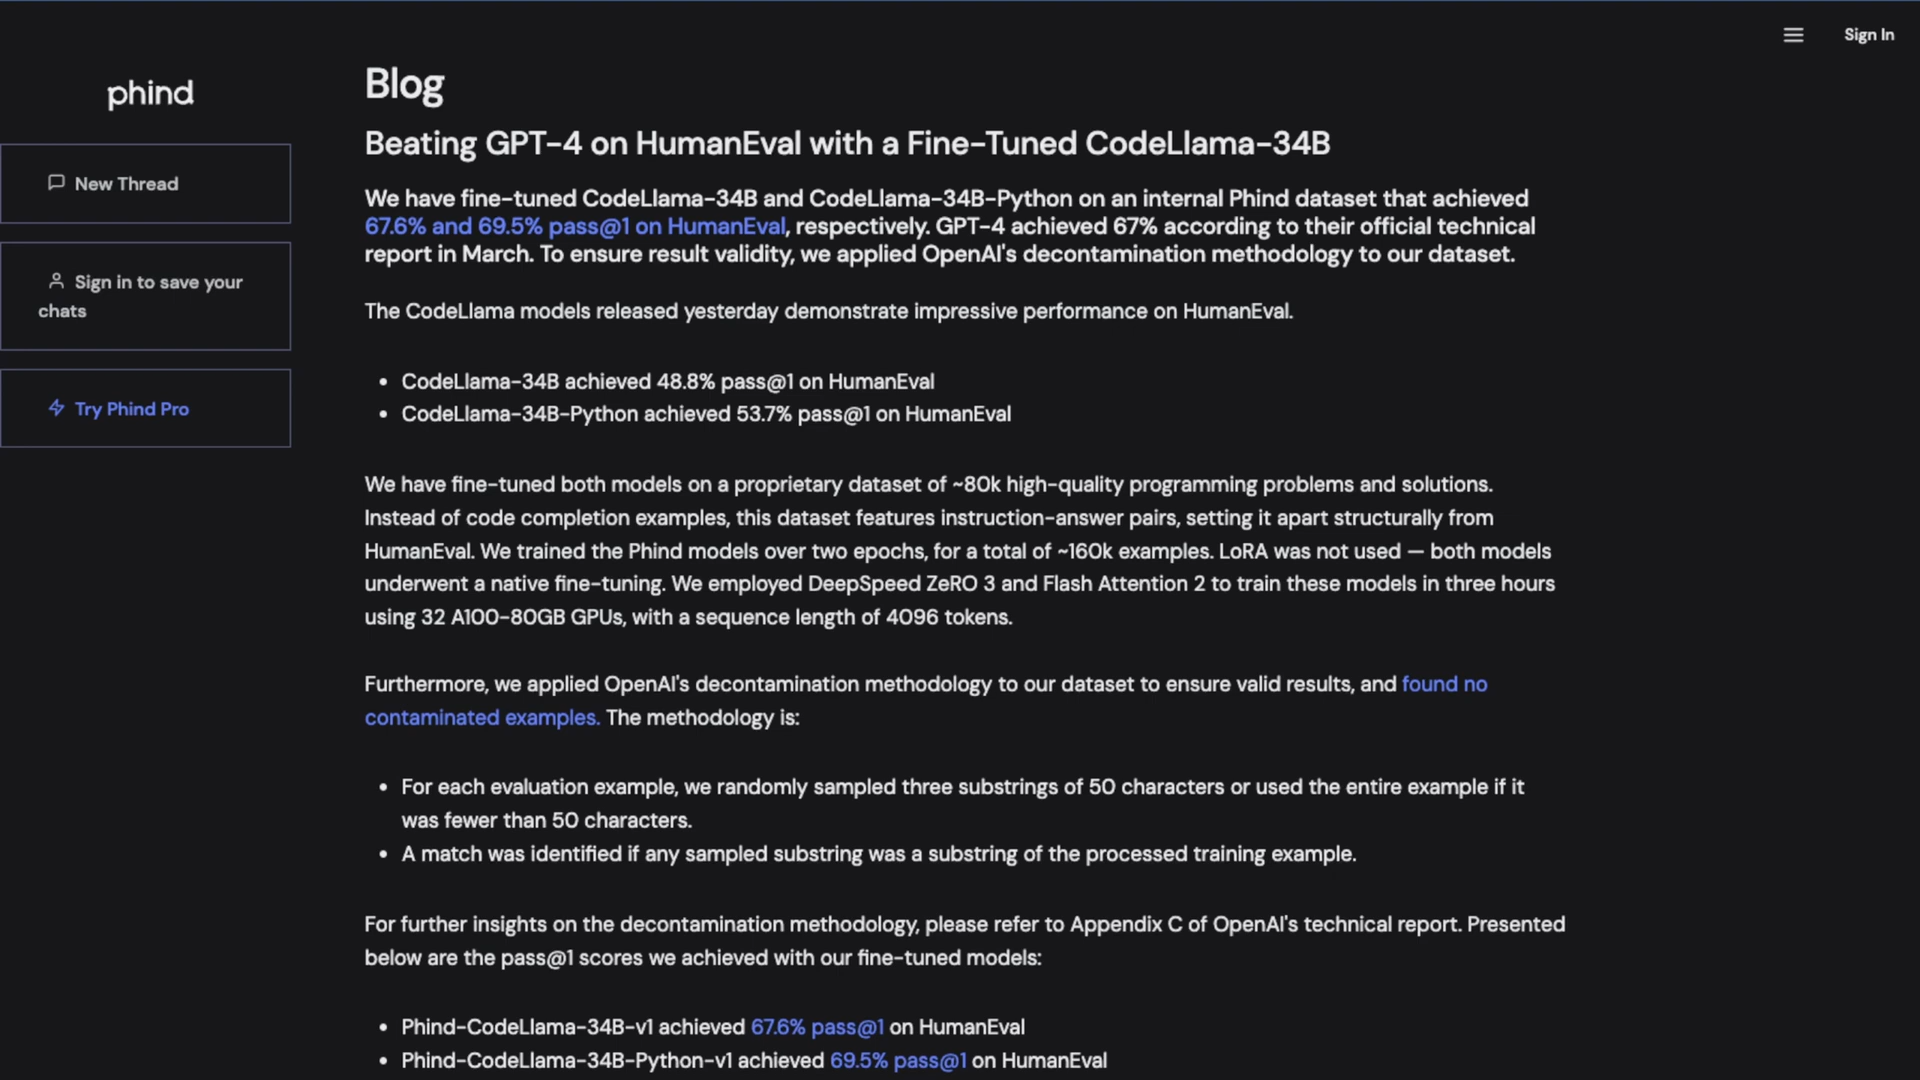 Sign In
phind
New Thread
Sign in to save your
chats
Try Phind Pro
Blog
Beating GPT-4 on HumanEval with a Fine-Tuned CodeLlama-34B
We have fine-tuned CodeLlama-34B and CodeLlama-34B-Python on an internal Phind dataset that achieved
67.6% and 69.5% pass@1 on HumanEval, respectively. GPT-4 achieved 67% according to their official technical
report in March. To ensure result validity, we applied OpenAI's decontamination methodology to our dataset.
The CodeLlama models released yesterday demonstrate impressive performance on HumanEval.
• CodeLlama-34B achieved 48.8% pass@1 on HumanEval
• CodeLlama-34B-Python achieved 53.7% pass@1 on HumanEval
We have fine-tuned both models on a proprietary dataset of ~80k high-quality programming problems and solutions.
Instead of code completion examples, this dataset features instruction-answer pairs, setting it apart structurally from
HumanEval. We trained the Phind models over two epochs, for a total of ~160k examples. LoRA was not used — both models
underwent a native fine-tuning. We employed DeepSpeed ZeRO 3 and Flash Attention 2 to train these models in three hours
using 32 A100-80GB GPUs, with a sequence length of 4096 tokens.
Furthermore, we applied OpenAI's decontamination methodology to our dataset to ensure valid results, and found no
contaminated examples. The methodology is:
• For each evaluation example, we randomly sampled three substrings of 50 characters or used the entire example if it
was fewer than 50 characters.
• A match was identified if any sampled substring was a substring of the processed training example.
For further insights on the decontamination methodology, please refer to Appendix C of OpenAI's technical report. Presented
below are the pass@1 scores we achieved with our fine-tuned models:
• Phind-CodeLlama-34B-v1 achieved 67.6% pass@1 on HumanEval
• Phind-CodeLlama-34B-Python-v1 achieved 69.5% pass@1 on HumanEval